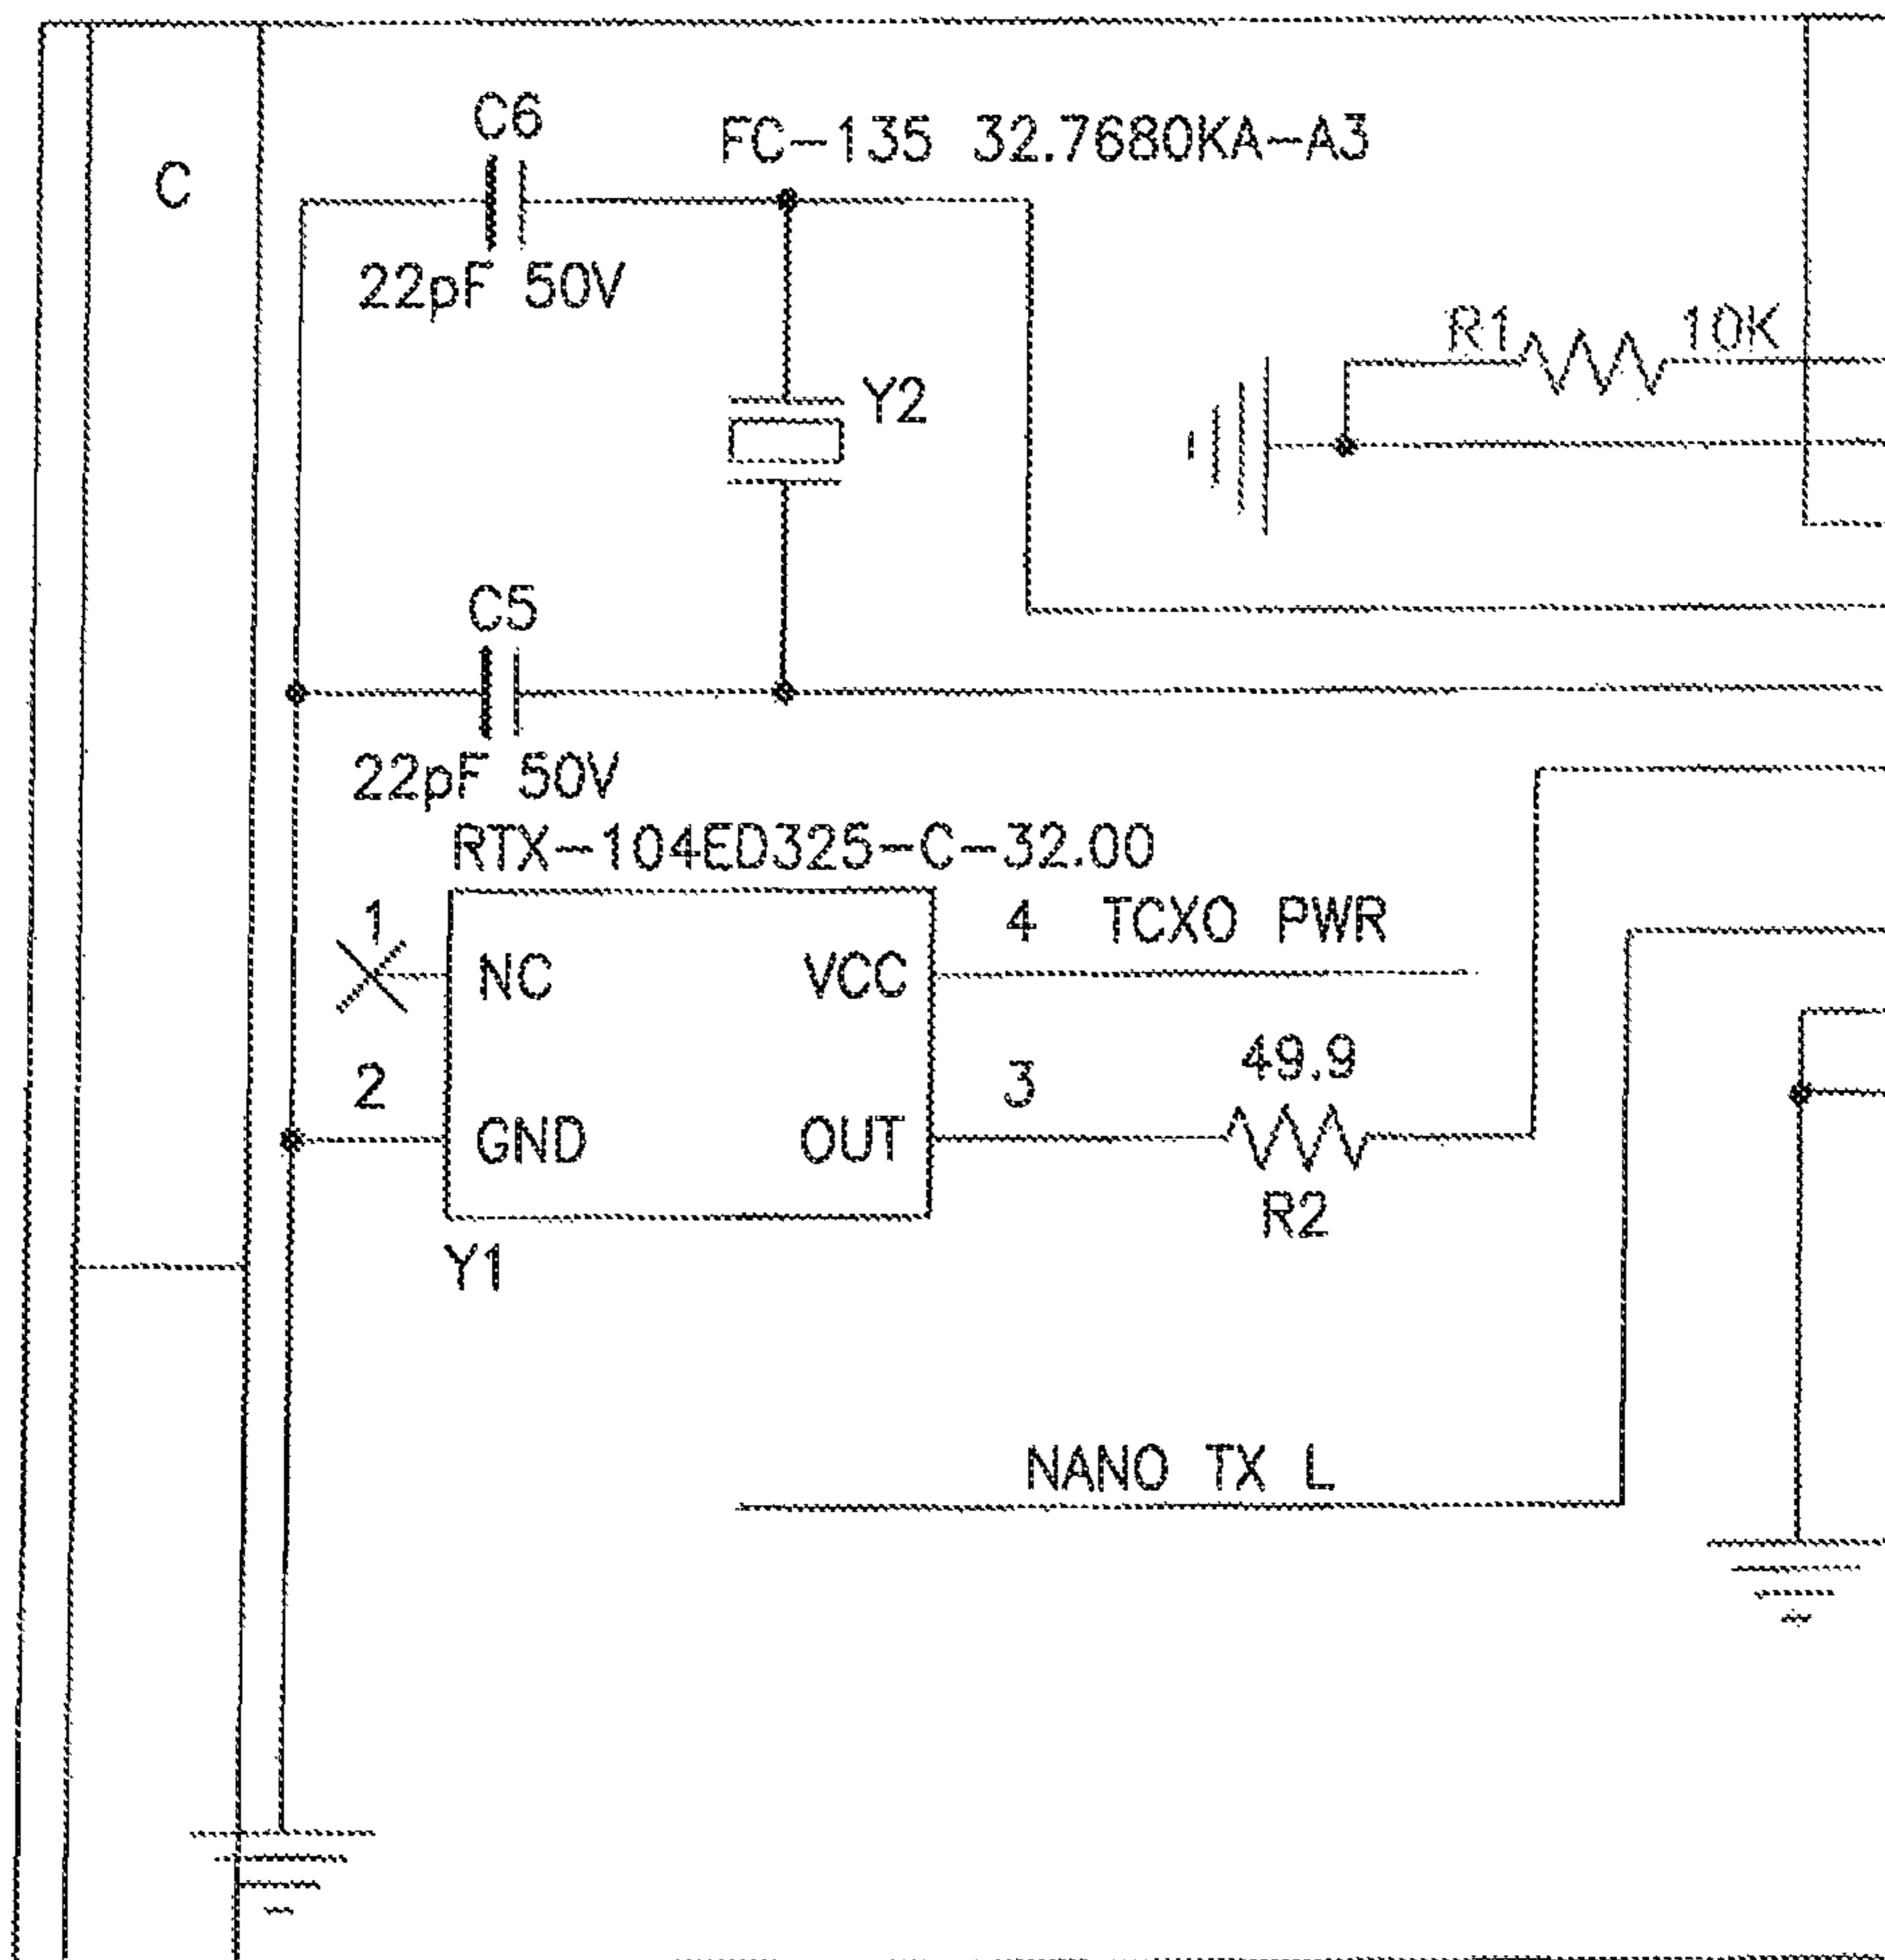 C
C6
FC-135 32.7680KA-A3
22pF 50V
R1 10K
Y2
C5
22pF 50V
RTX-104ED325-C-32.00
1
4 TCXO PWR
NC VCC
2
3
49.9
GND OUT
R2
Y1
NANO TX L